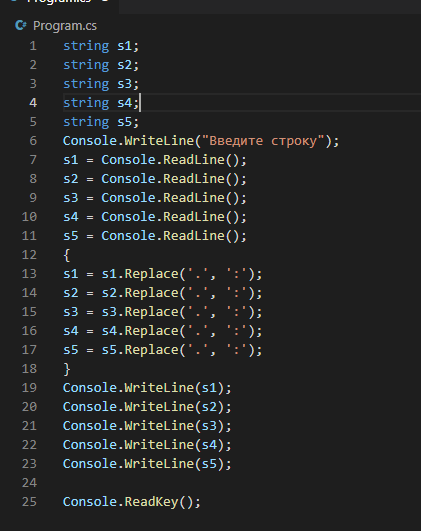 Program.cs
1 string s1;
2 string s2;
3 string s3;
4 string s4;
5 string s5;
6 Console.WriteLine("Введите строку");
7 s1 = Console.ReadLine();
8 s2 = Console.ReadLine();
9 s3 = Console.ReadLine();
10 s4 = Console.ReadLine();
11 s5 = Console.ReadLine();
12 {
13 s1 = s1.Replace('.', ':');
14 s2 = s2.Replace('.', ':');
15 s3 = s3.Replace('.', ':');
16 s4 = s4.Replace('.', ':');
17 s5 = s5.Replace('.', ':');
18 }
19 Console.WriteLine(s1);
20 Console.WriteLine(s2);
21 Console.WriteLine(s3);
22 Console.WriteLine(s4);
23 Console.WriteLine(s5);
24
25 Console.ReadKey();